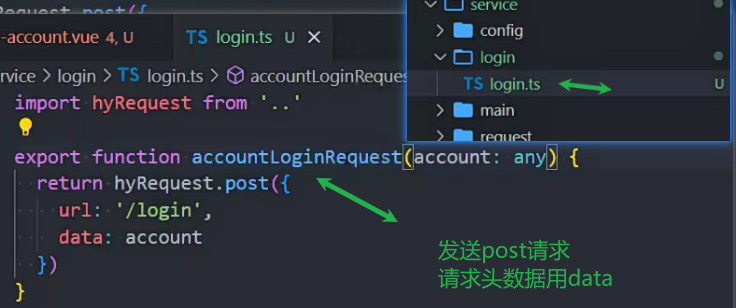 Request.post({
-account.vue 4, U
TS login.ts U ×
rvice > login > TS login.ts > accountLoginReques
service
config
login
TS login.ts U
main
request
import hyRequest from '..'
export function accountLoginRequest(account: any) {
return hyRequest.post({
url: '/login',
data: account
})
}
发送post请求
请求头数据用data